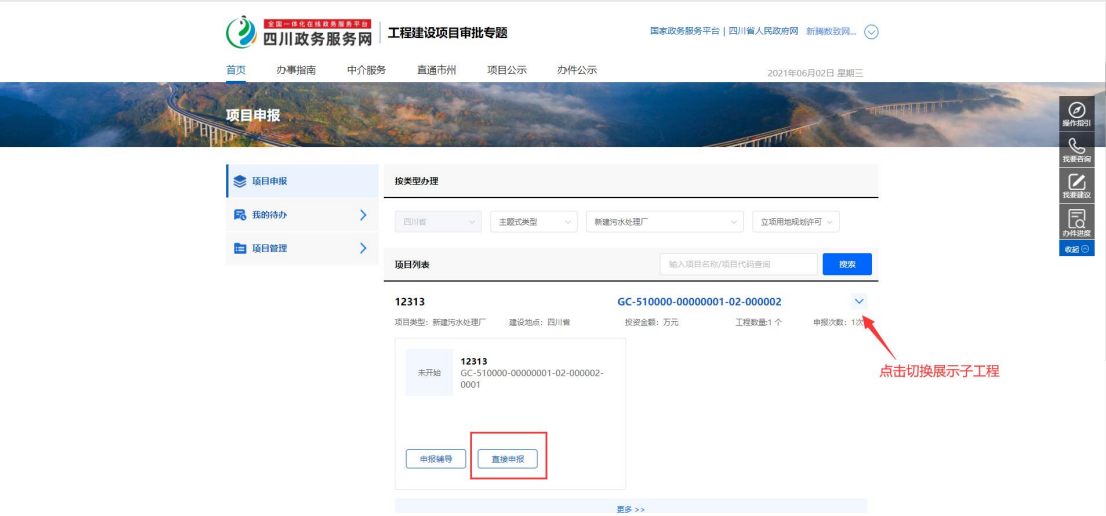 全国一体化在线政务服务平台
四川政务服务网
工程建设项目审批专题
国家政务服务平台 | 四川省人民政府网 新腾数致网...
首页 办事指南 中介服务 直通市州 项目公示 办件公示
2021年06月02日 星期三
项目申报
操作指引
我要咨询
我要建议
办件进度
收起
项目申报
我的待办
项目管理
按类型办理
四川省 主题式类型 新建污水处理厂 立项用地规划许可
项目列表
输入项目名称/项目代码查询
搜索
12313 GC-510000-00000001-02-000002
项目类型: 新建污水处理厂 建设地点: 四川省 投资金额: 万元 工程数量:1 个 申报次数: 1次
点击切换展示子工程
未开始
12313
GC-510000-00000001-02-000002-
0001
申报辅导 直接申报
更多 >>